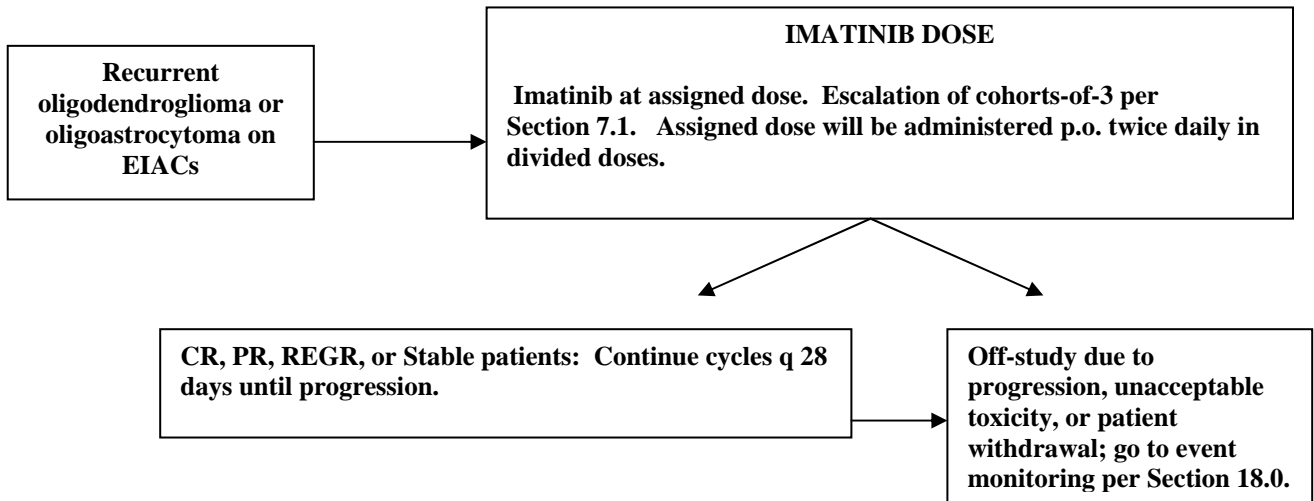 Recurrent
oligodendroglioma or
oligoastrocytoma on
EIACs
IMATINIB DOSE
Imatinib at assigned dose. Escalation of cohorts-of-3 per
Section 7.1. Assigned dose will be administered p.o. twice daily in
divided doses.
CR, PR, REGR, or Stable patients: Continue cycles q 28
days until progression.
Off-study due to
progression, unacceptable
toxicity, or patient
withdrawal; go to event
monitoring per Section 18.0.